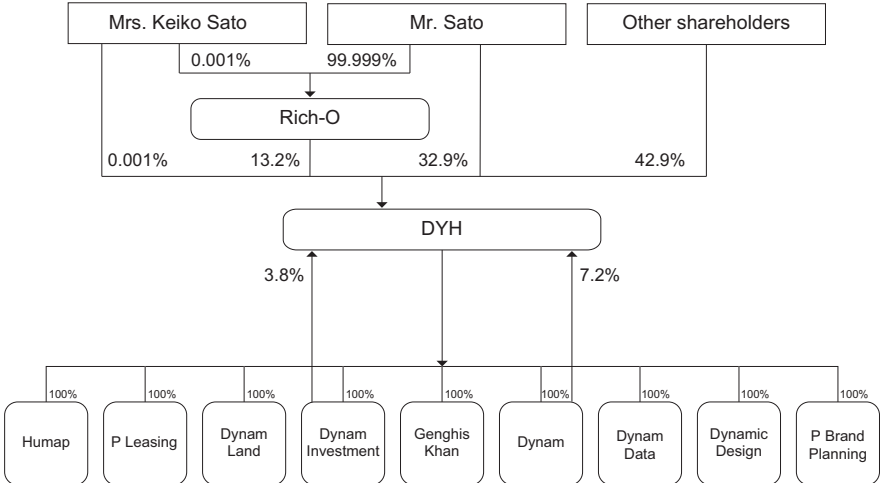 Mrs. Keiko Sato
Mr. Sato
Other shareholders
0.001%
99.999%
Rich-O
0.001%
13.2%
32.9%
42.9%
DYH
3.8%
7.2%
100%
100%
100%
100%
100%
100%
100%
100%
100%
Humap
P Leasing
Dynam
Land
Dynam
Investment
Genghis
Khan
Dynam
Dynam
Data
Dynamic
Design
P Brand
Planning